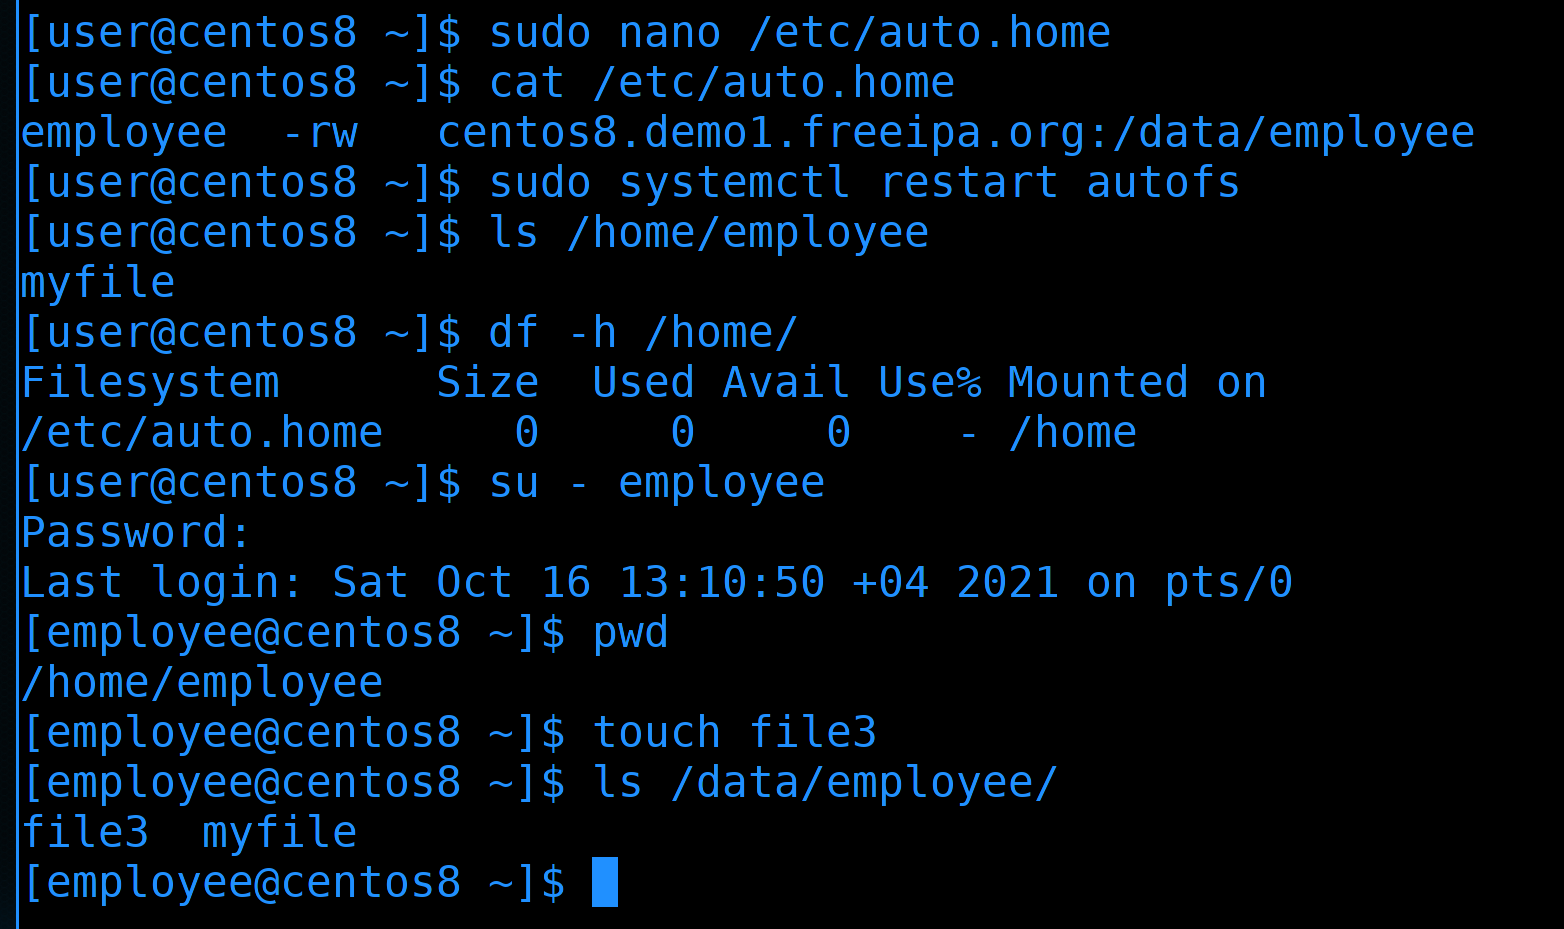 [user@centos8 ~]$ sudo nano /etc/auto.home
[user@centos8 ~]$ cat /etc/auto.home
employee  -rw   centos8.demo1.freeipa.org:/data/employee
[user@centos8 ~]$ sudo systemctl restart autofs
[user@centos8 ~]$ ls /home/employee
myfile
[user@centos8 ~]$ df -h /home/
Filesystem      Size  Used Avail Use% Mounted on
/etc/auto.home     0     0     0    - /home
[user@centos8 ~]$ su - employee
Password:
Last login: Sat Oct 16 13:10:50 +04 2021 on pts/0
[employee@centos8 ~]$ pwd
/home/employee
[employee@centos8 ~]$ touch file3
[employee@centos8 ~]$ ls /data/employee/
file3  myfile
[employee@centos8 ~]$